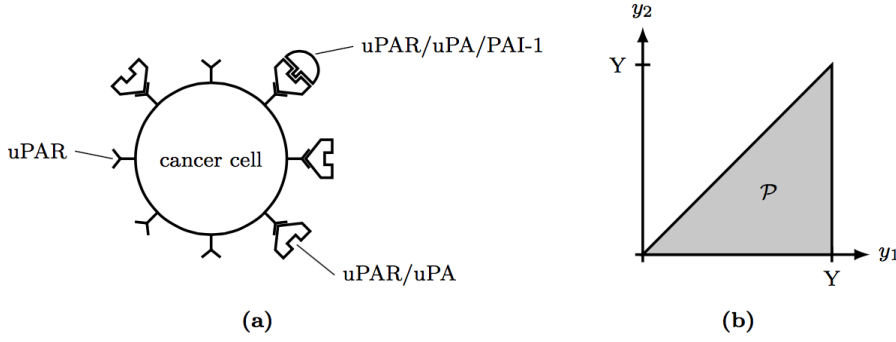 uPAR/uPA/PAI-1
uPAR
cancer cell
uPAR/uPA
(a)
y₂
Y
𝒫
y₁
Y
(b)